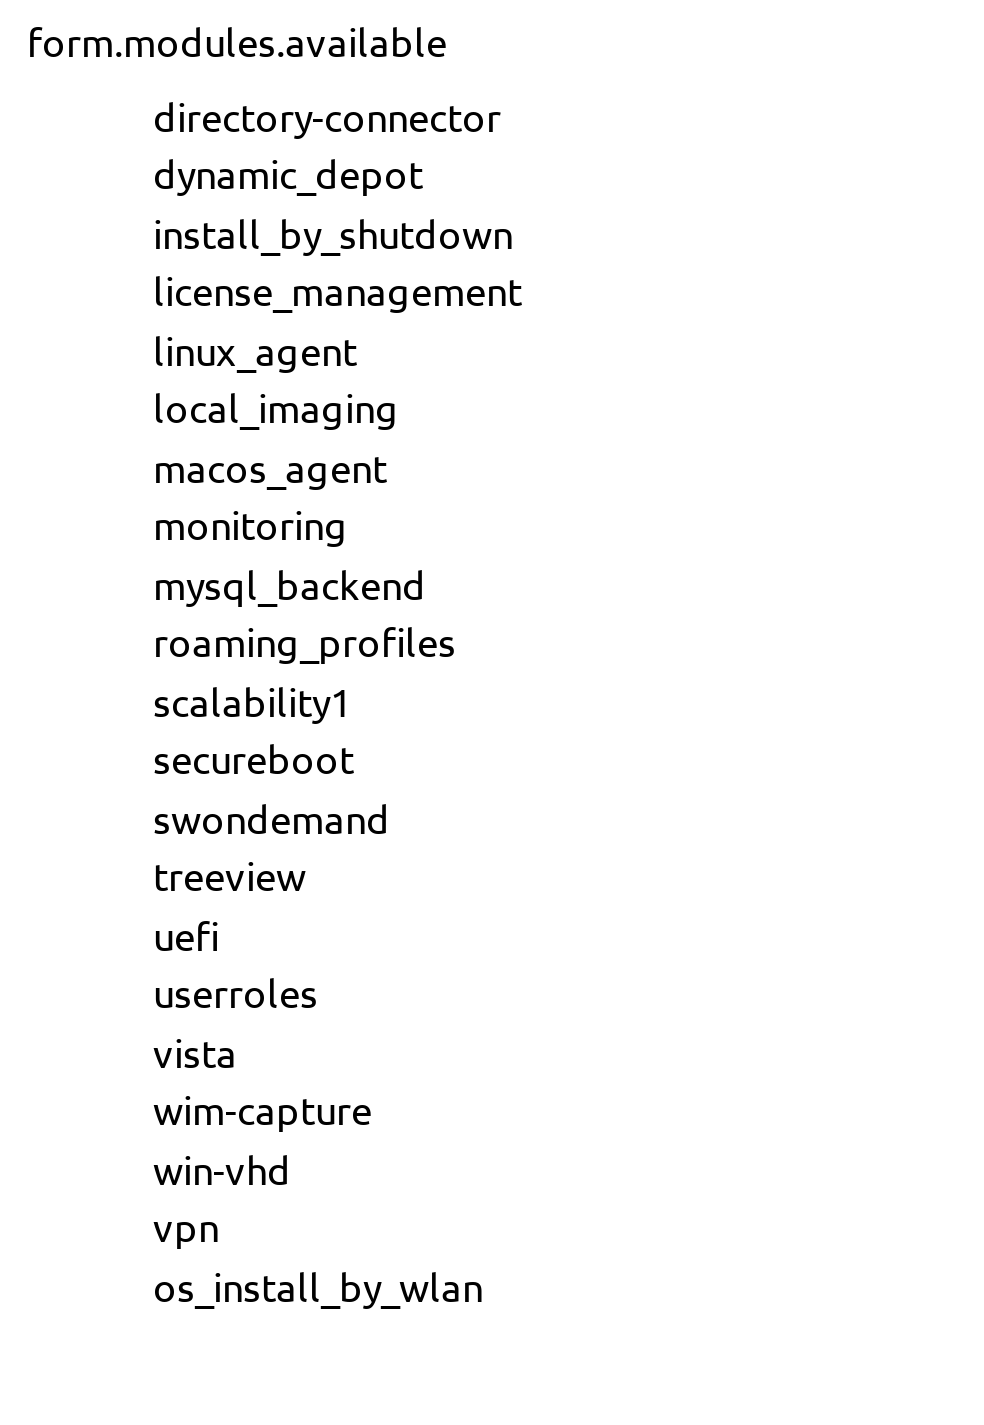 form.modules.available
directory-connector
dynamic_depot
install_by_shutdown
license_management
linux_agent
local_imaging
macos_agent
monitoring
mysql_backend
roaming_profiles
scalability1
secureboot
swondemand
treeview
uefi
userroles
vista
wim-capture
win-vhd
vpn
os_install_by_wlan